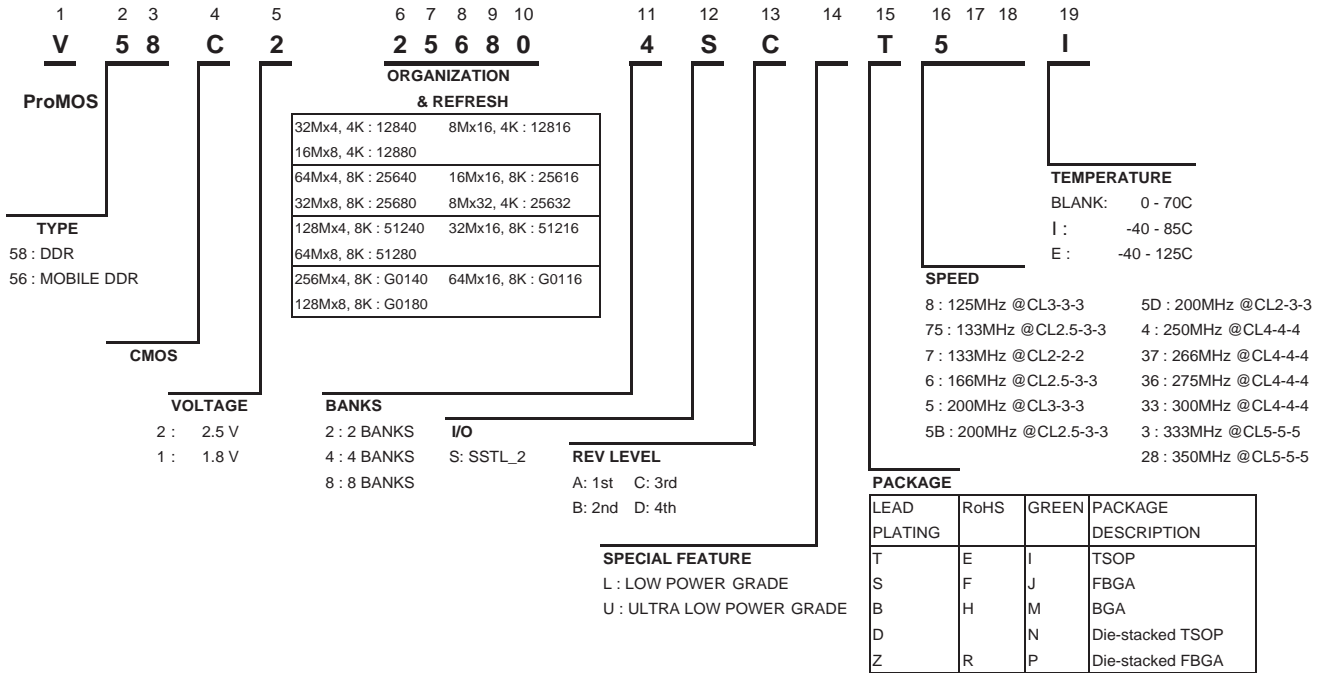 1 2 3 4 5 6 7 8 9 10 11 12 13 14 15 16 17 18 19
V 5 8 C 2 2 5 6 8 0 4 S C T 5 I
ORGANIZATION
& REFRESH
ProMOS
32Mx4, 4K : 12840 8Mx16, 4K : 12816
16Mx8, 4K : 12880
64Mx4, 8K : 25640 16Mx16, 8K : 25616
32Mx8, 8K : 25680 8Mx32, 4K : 25632
128Mx4, 8K : 51240 32Mx16, 8K : 51216
64Mx8, 8K : 51280
256Mx4, 8K : G0140 64Mx16, 8K : G0116
128Mx8, 8K : G0180
TEMPERATURE
BLANK: 0 - 70C
I : -40 - 85C
E : -40 - 125C
TYPE
58 : DDR
56 : MOBILE DDR
SPEED
8 : 125MHz @CL3-3-3 5D : 200MHz @CL2-3-3
75 : 133MHz @CL2.5-3-3 4 : 250MHz @CL4-4-4
7 : 133MHz @CL2-2-2 37 : 266MHz @CL4-4-4
6 : 166MHz @CL2.5-3-3 36 : 275MHz @CL4-4-4
5 : 200MHz @CL3-3-3 33 : 300MHz @CL4-4-4
5B : 200MHz @CL2.5-3-3 3 : 333MHz @CL5-5-5
28 : 350MHz @CL5-5-5
CMOS
VOLTAGE
2 : 2.5 V
1 : 1.8 V
BANKS
2 : 2 BANKS
4 : 4 BANKS
8 : 8 BANKS
I/O
S: SSTL_2
REV LEVEL
A: 1st C: 3rd
B: 2nd D: 4th
SPECIAL FEATURE
L : LOW POWER GRADE
U : ULTRA LOW POWER GRADE
PACKAGE
LEAD RoHS GREEN PACKAGE
PLATING DESCRIPTION
T E I TSOP
S F J FBGA
B H M BGA
D N Die-stacked TSOP
Z R P Die-stacked FBGA